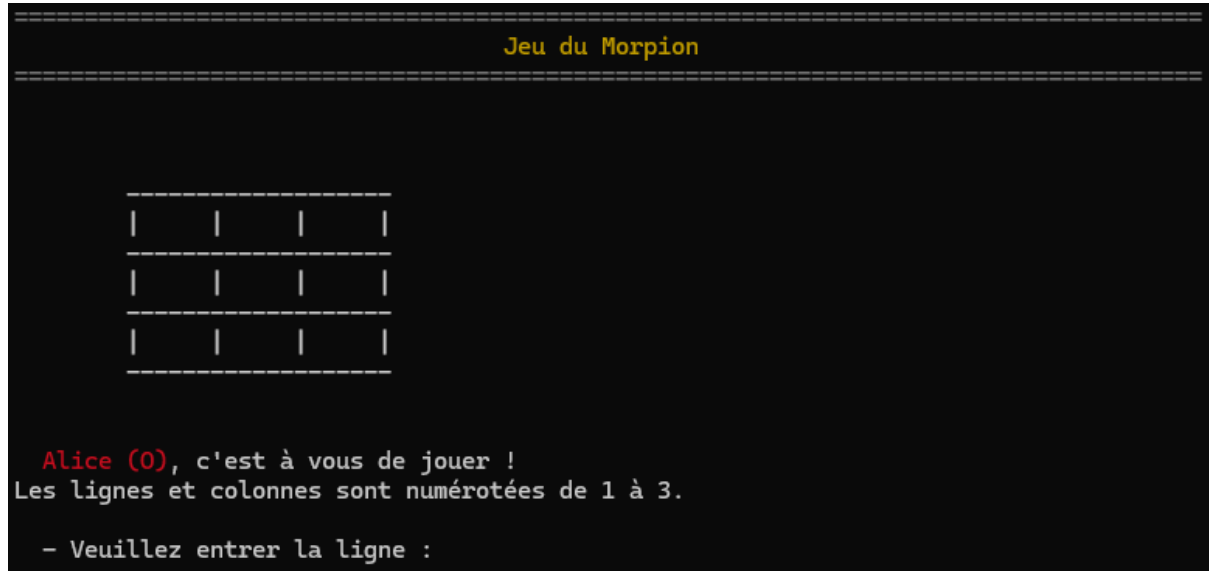 =====================================================================================
Jeu du Morpion
=====================================================================================
-------------------
|     |     |     |
-------------------
|     |     |     |
-------------------
|     |     |     |
-------------------
Alice (O), c'est à vous de jouer !
Les lignes et colonnes sont numérotées de 1 à 3.
- Veuillez entrer la ligne :